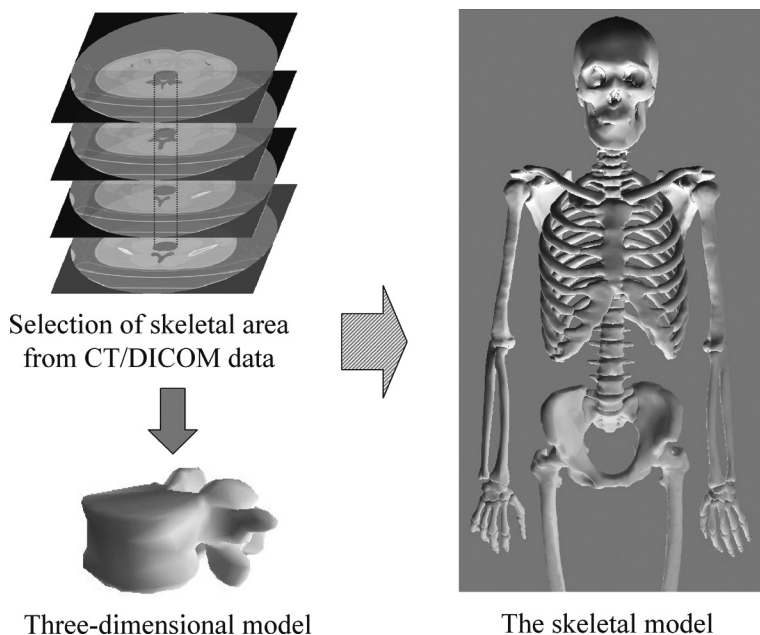 Selection of skeletal area
from CT/DICOM data
Three-dimensional model
The skeletal model